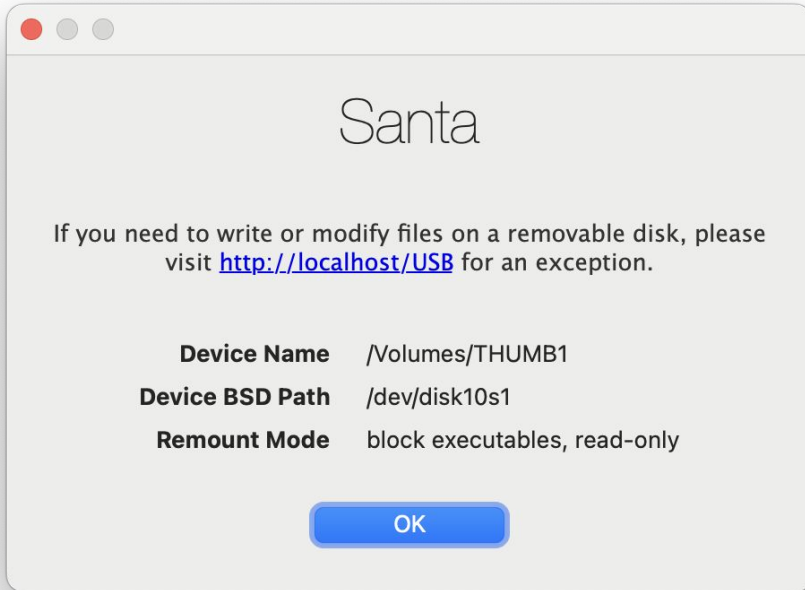 Santa
If you need to write or modify files on a removable disk, please
visit http://localhost/USB for an exception.
Device Name /Volumes/THUMB1
Device BSD Path /dev/disk10s1
Remount Mode block executables, read-only
OK